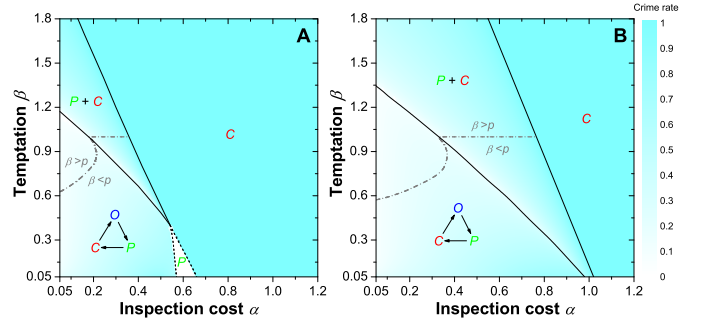 Crime rate
A
P + C
C
β>p
β<p
O
C
P
P
1.8
1.5
1.2
0.9
0.6
0.3
0.05
Temptation β
0.05
0.2
0.4
0.6
0.8
1.0
1.2
Inspection cost α
B
P + C
C
β>p
β<p
O
C
P
1.8
1.5
1.2
0.9
0.6
0.3
0.05
Temptation β
0.05
0.2
0.4
0.6
0.8
1.0
1.2
Inspection cost α
1
0.9
0.8
0.7
0.6
0.5
0.4
0.3
0.2
0.1
0